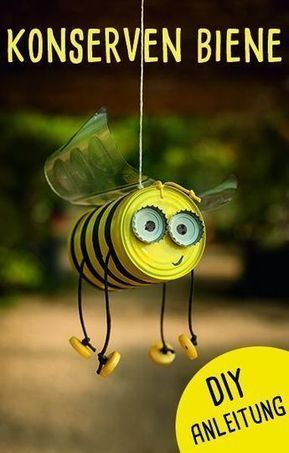 KONSERVEN BIENE
DIY
ANLEITUNG